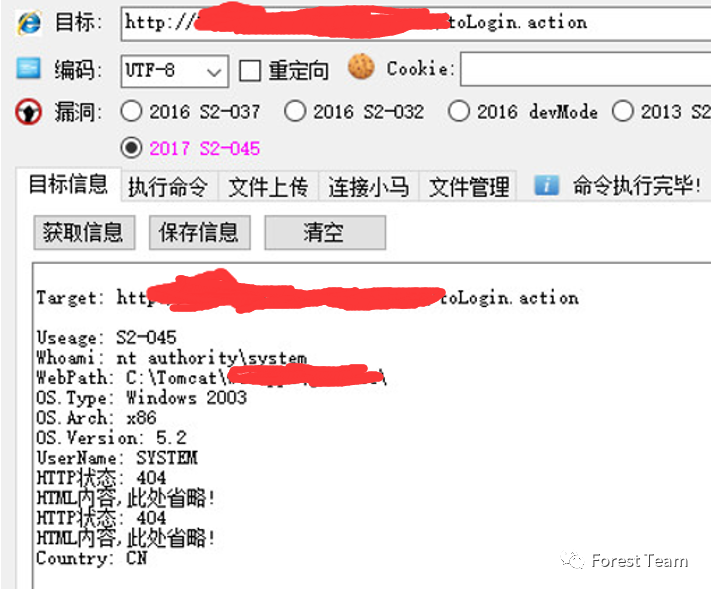 目标: http:// toLogin.action
编码: UTF-8 重定向 Cookie:
漏洞: 2016 S2-037 2016 S2-032 2016 devMode 2013 S2
2017 S2-045
目标信息 执行命令 文件上传 连接小马 文件管理 命令执行完毕!
获取信息 保存信息 清空
Target: http toLogin.action
Useage: S2-045
Whoami: nt authority\system
WebPath: C:\Tomcat\
OS.Type: Windows 2003
OS.Arch: x86
OS.Version: 5.2
UserName: SYSTEM
HTTP状态: 404
HTML内容,此处省略!
HTTP状态: 404
HTML内容,此处省略!
Country: CN
Forest Team